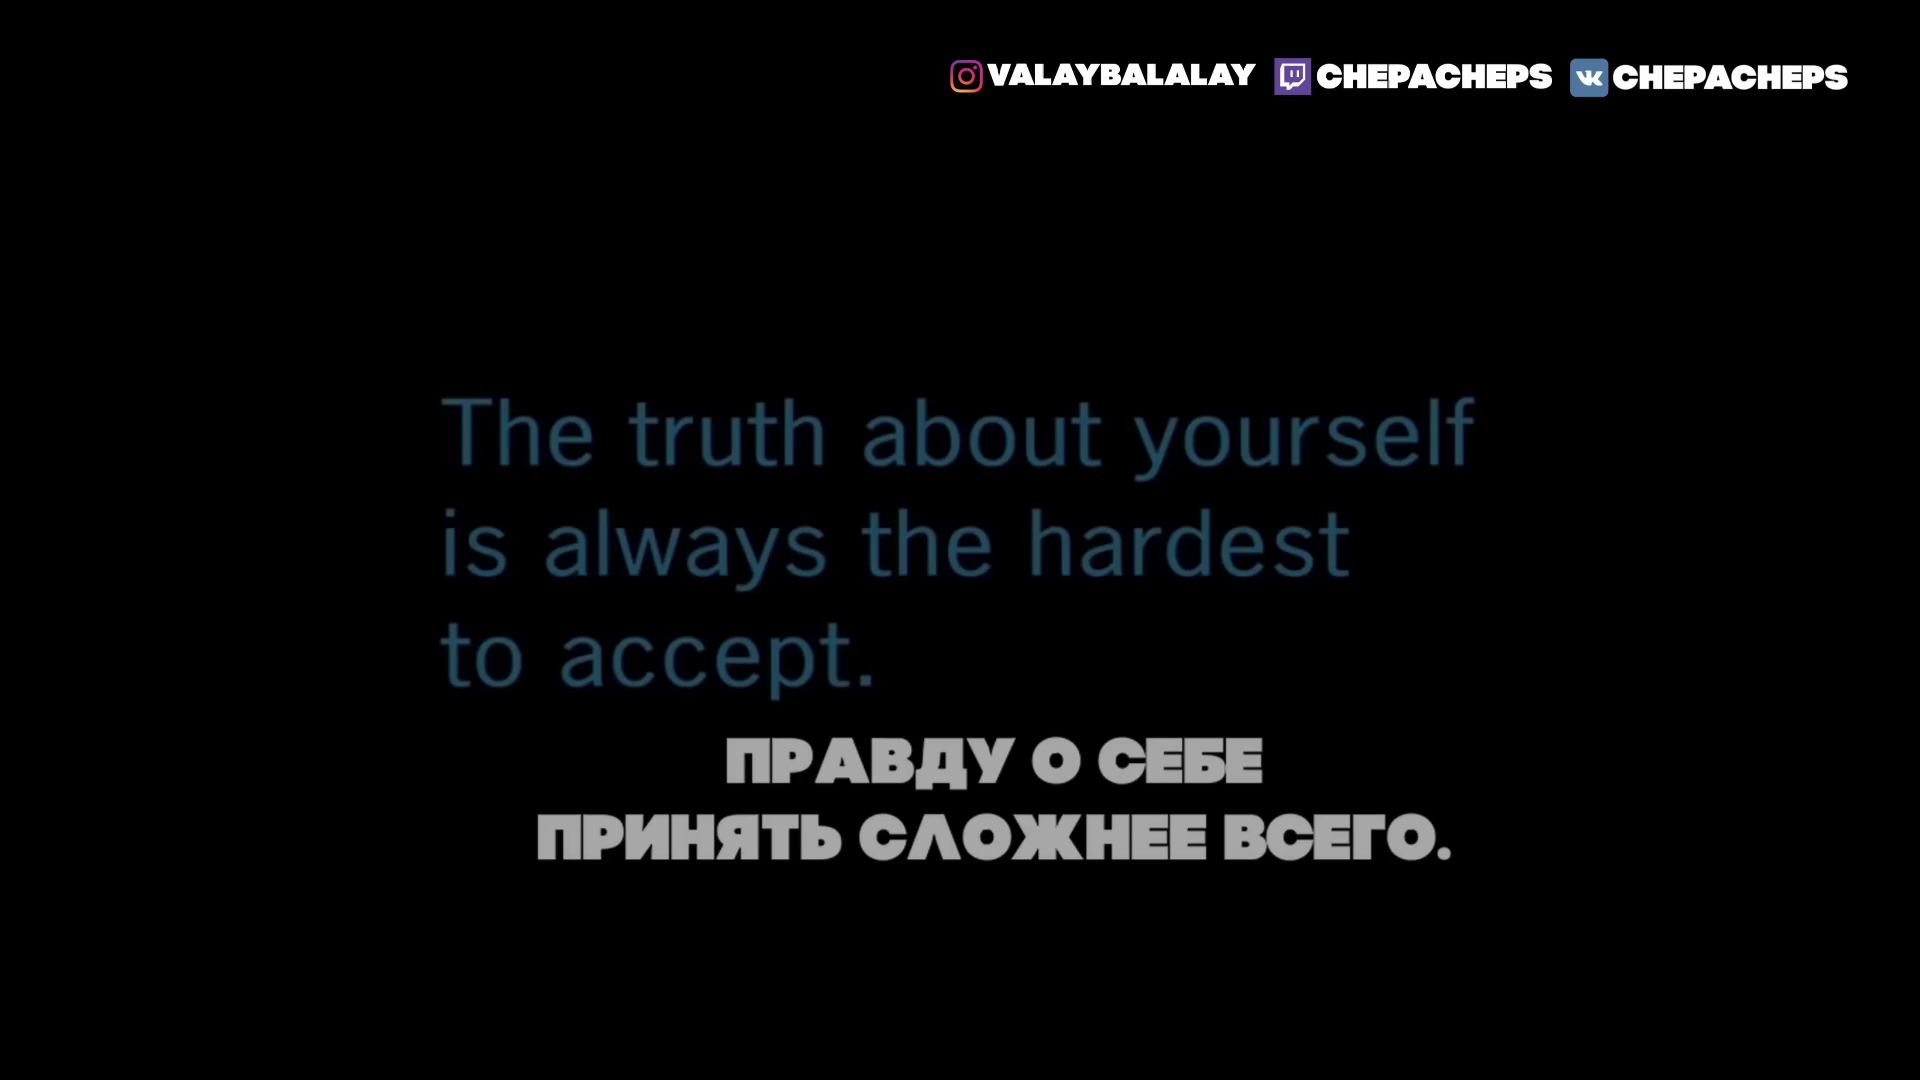 VALAYBALALAY CHEPACHEPS CHEPACHEPS
The truth about yourself
is always the hardest
to accept.
ПРАВДУ О СЕБЕ
ПРИНЯТЬ СЛОЖНЕЕ ВСЕГО.